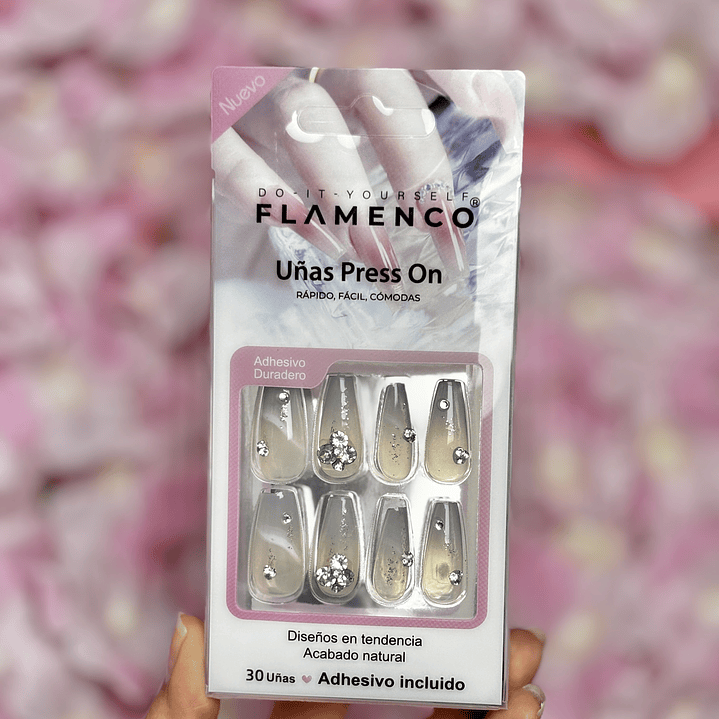 Nuevo
DO-IT-YOURSELF
FLAMENCO®
Uñas Press On
RÁPIDO, FÁCIL, CÓMODAS
Adhesivo
Duradero
Diseños en tendencia
Acabado natural
30 Uñas Adhesivo incluido